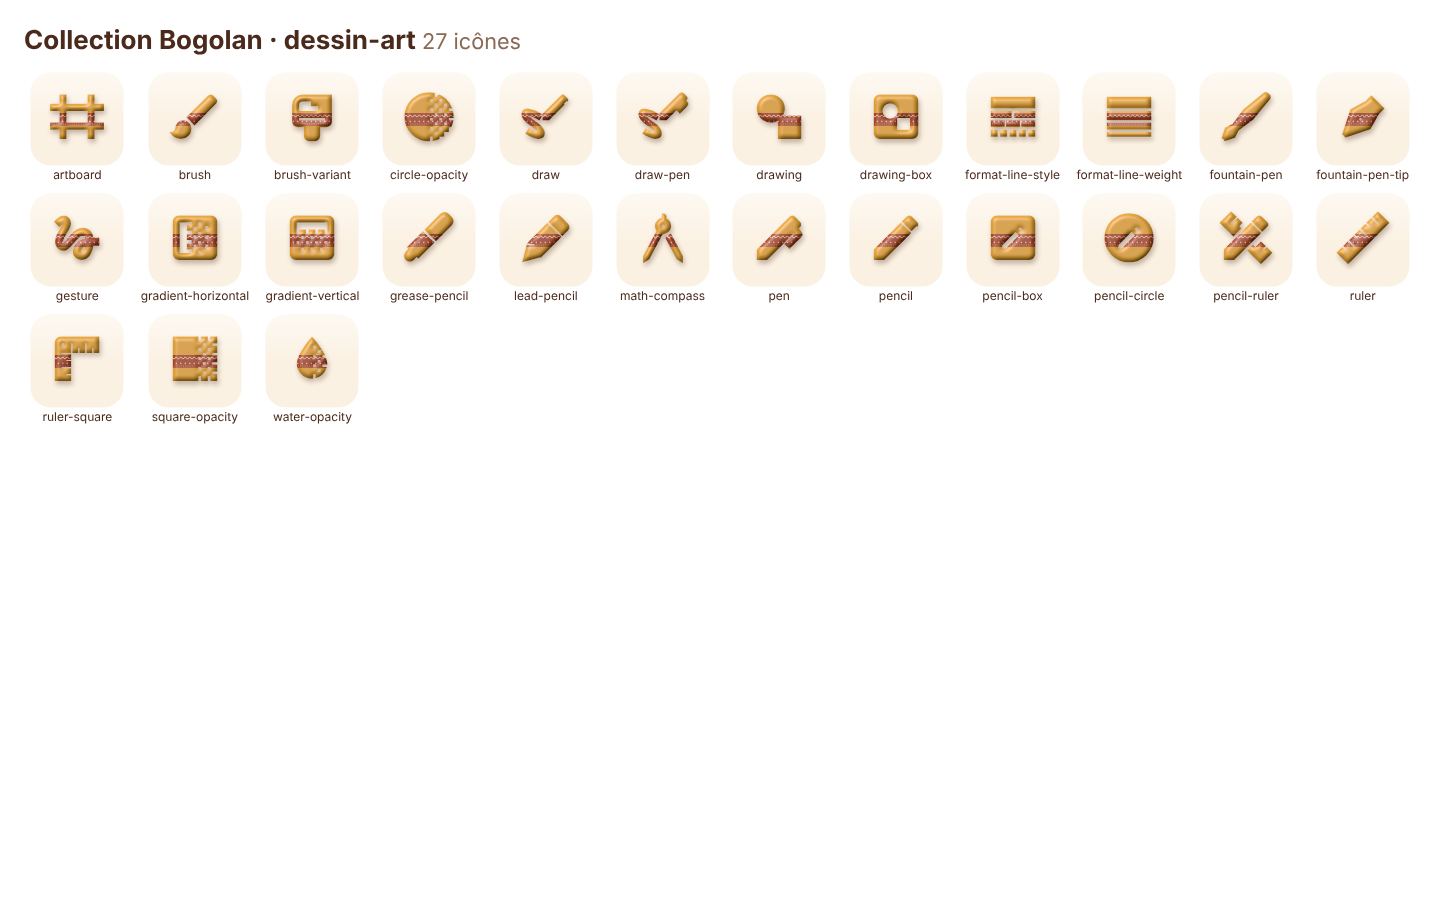 Collection Bogolan · dessin-art 27 icônes
artboard brush brush-variant circle-opacity draw draw-pen drawing drawing-box format-line-style format-line-weight fountain-pen fountain-pen-tip
gesture gradient-horizontal gradient-vertical grease-pencil lead-pencil math-compass pen pencil pencil-box pencil-circle pencil-ruler ruler
ruler-square square-opacity water-opacity